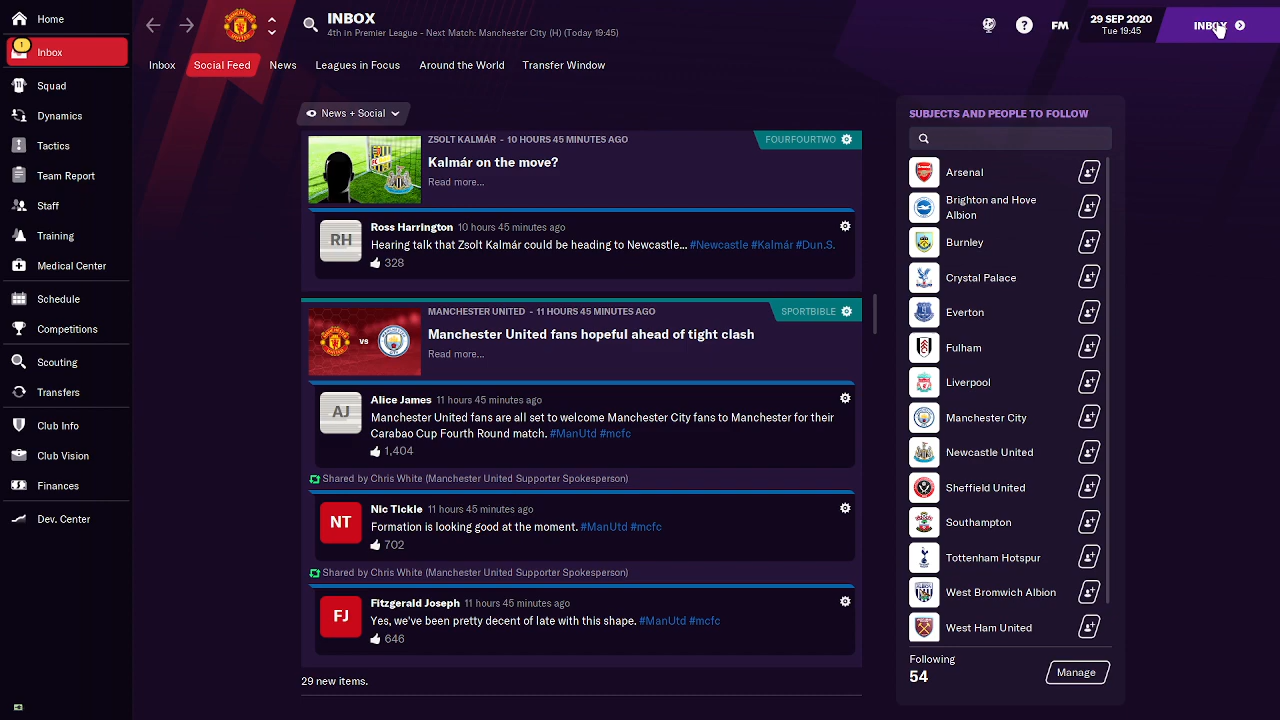 Home
1
Inbox
Squad
Dynamics
Tactics
Team Report
Staff
Training
Medical Center
Schedule
Competitions
Scouting
Transfers
Club Info
Club Vision
Finances
Dev. Center
INBOX
4th in Premier League - Next Match: Manchester City (H) (Today 19:45)
?
FM
29 SEP 2020
Tue 19:45
INBOX
Inbox
Social Feed
News
Leagues in Focus
Around the World
Transfer Window
News + Social
ZSOLT KALMÁR - 10 HOURS 45 MINUTES AGO
FOURFOURTWO
Kalmár on the move?
Read more...
RH
Ross Harrington 10 hours 45 minutes ago
Hearing talk that Zsolt Kalmár could be heading to Newcastle... #Newcastle #Kalmár #Dun.S.
328
MANCHESTER UNITED - 11 HOURS 45 MINUTES AGO
SPORTBIBLE
Manchester United fans hopeful ahead of tight clash
vs
Read more...
AJ
Alice James 11 hours 45 minutes ago
Manchester United fans are all set to welcome Manchester City fans to Manchester for their
Carabao Cup Fourth Round match. #ManUtd #mcfc
1,404
Shared by Chris White (Manchester United Supporter Spokesperson)
NT
Nic Tickle 11 hours 45 minutes ago
Formation is looking good at the moment. #ManUtd #mcfc
702
Shared by Chris White (Manchester United Supporter Spokesperson)
FJ
Fitzgerald Joseph 11 hours 45 minutes ago
Yes, we've been pretty decent of late with this shape. #ManUtd #mcfc
646
29 new items.
SUBJECTS AND PEOPLE TO FOLLOW
Arsenal
Brighton and Hove
Albion
Burnley
Crystal Palace
Everton
Fulham
Liverpool
Manchester City
Newcastle United
Sheffield United
Southampton
Tottenham Hotspur
West Bromwich Albion
West Ham United
Following
54
Manage